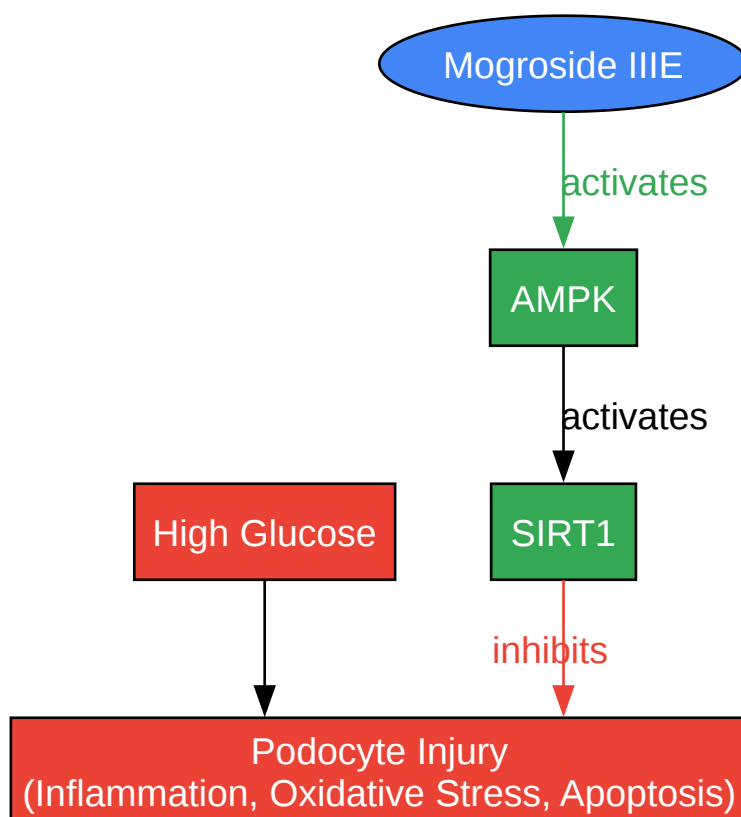 Mogroside IIIE
activates
AMPK
activates
High Glucose
SIRT1
inhibits
Podocyte Injury
(Inflammation, Oxidative Stress, Apoptosis)